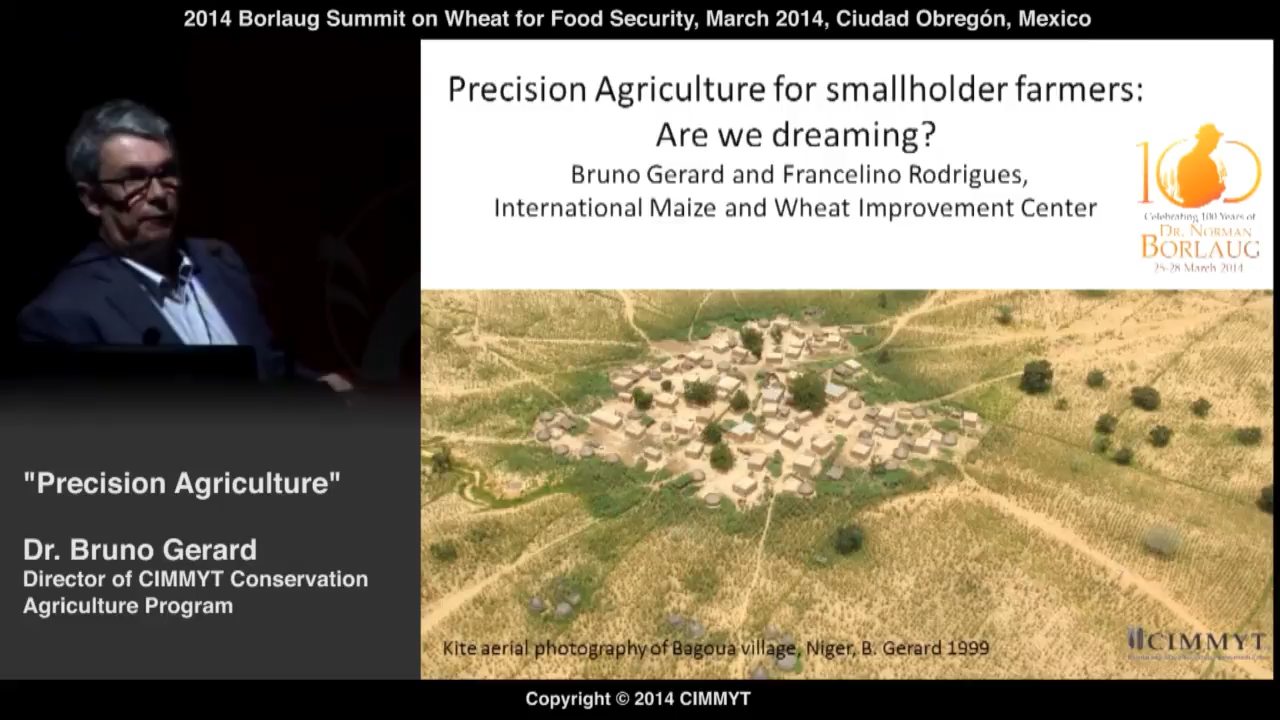 2014 Borlaug Summit on Wheat for Food Security, March 2014, Ciudad Obregón, Mexico
Precision Agriculture for smallholder farmers:
Are we dreaming?
Bruno Gerard and Francelino Rodrigues,
International Maize and Wheat Improvement Center
100
Celebrating 100 Years of
DR. NORMAN
BORLAUG
25-28 March 2014
"Precision Agriculture"
Dr. Bruno Gerard
Director of CIMMYT Conservation
Agriculture Program
Kite aerial photography of Bagoua village, Niger, B. Gerard 1999
CIMMYT
Copyright © 2014 CIMMYT